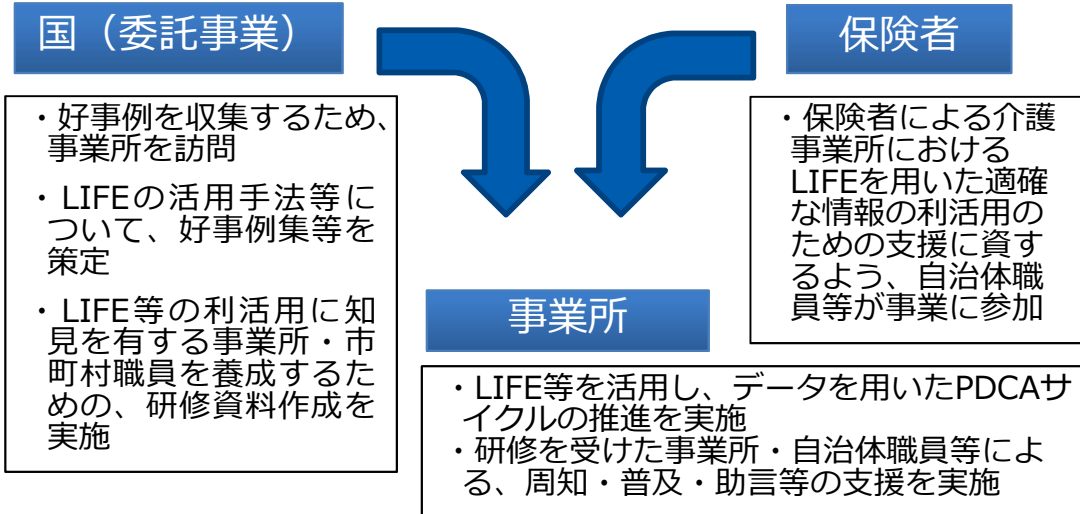 国（委託事業）
・好事例を収集するため、
事業所を訪問
・LIFEの活用手法等に
ついて、好事例集等を
策定
・LIFE等の利活用に知
見を有する事業所・市
町村職員を養成するた
めの、研修資料作成を
実施
保険者
・保険者による介護
事業所における
LIFEを用いた適確
な情報の利活用の
ための支援に資す
るよう、自治体職
員等が事業に参加
事業所
・LIFE等を活用し、データを用いたPDCAサ
イクルの推進を実施
・研修を受けた事業所・自治体職員等によ
る、周知・普及・助言等の支援を実施